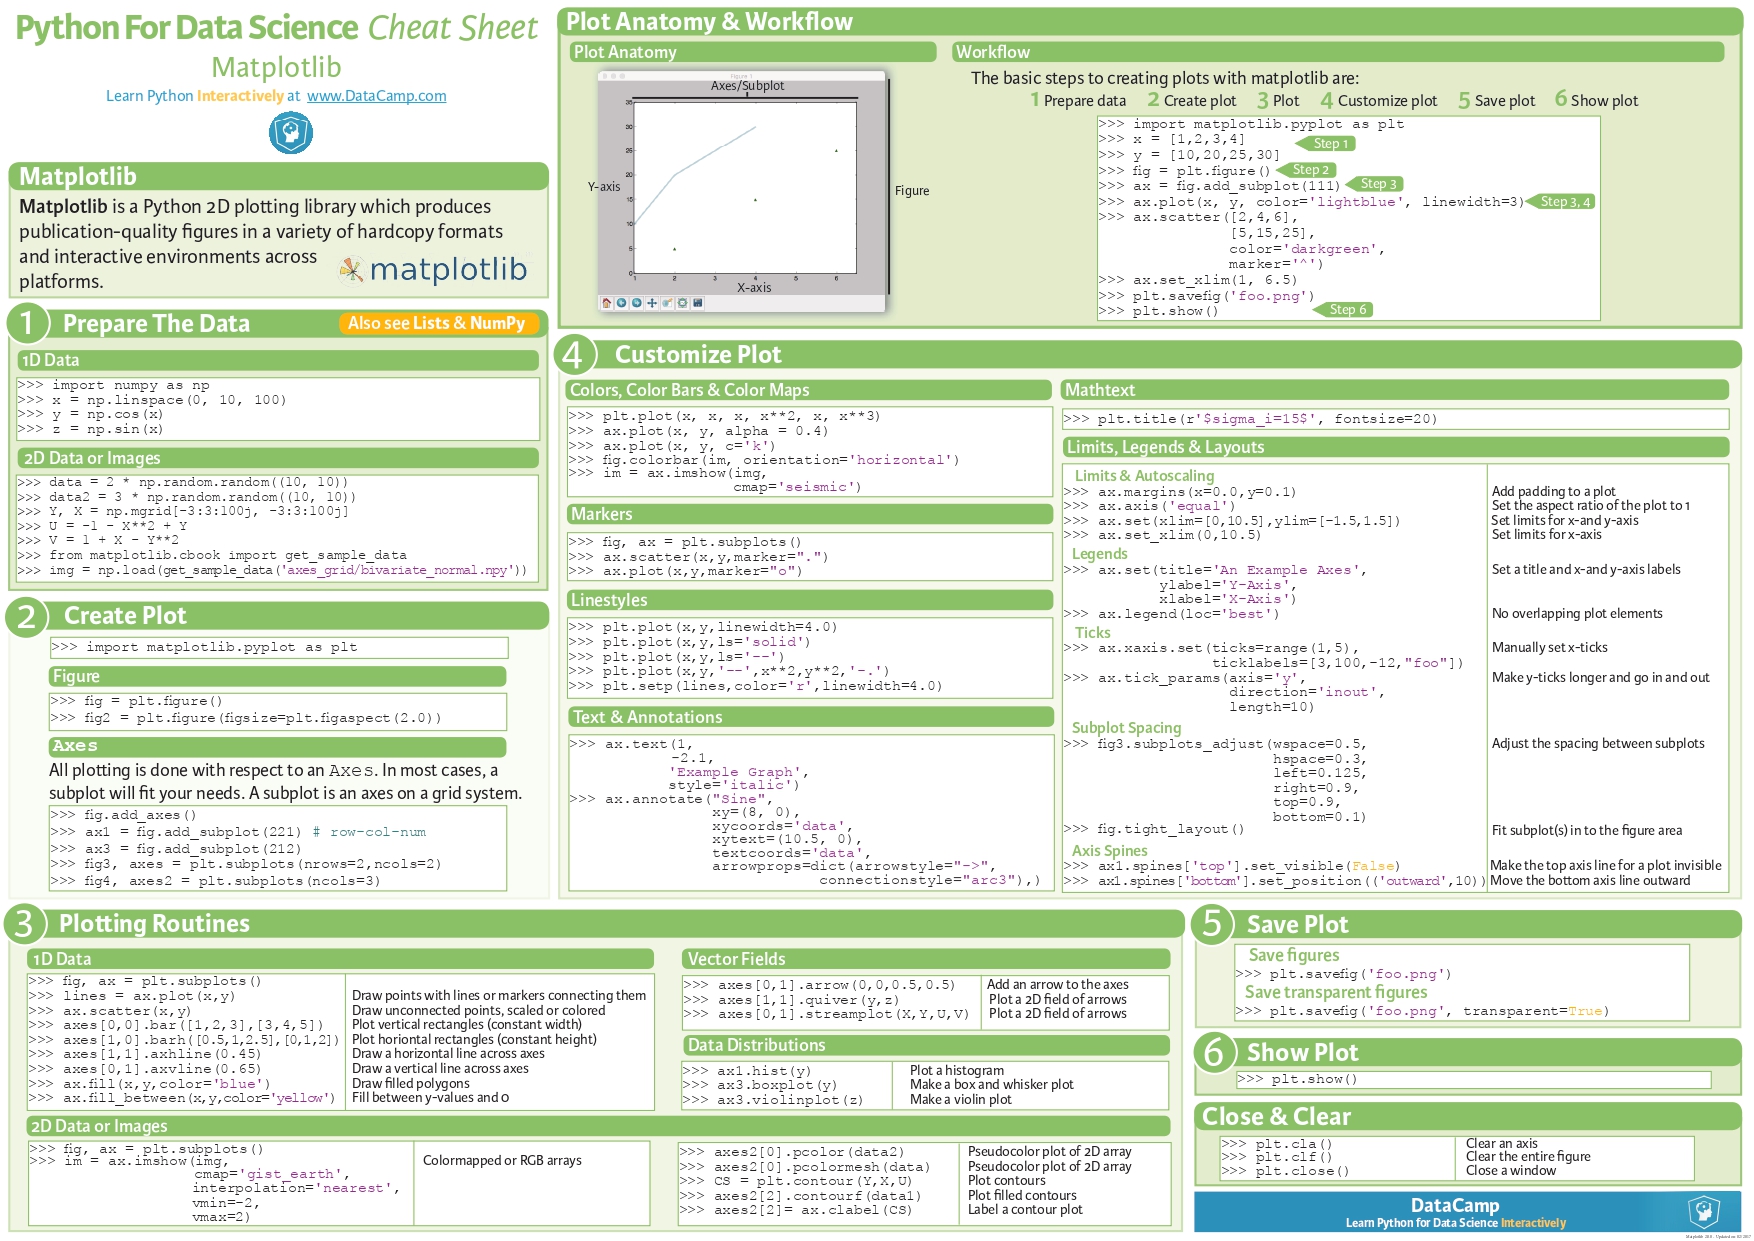 Python For Data Science Cheat Sheet
Matplotlib
Learn Python Interactively at www.DataCamp.com
Matplotlib
Matplotlib is a Python 2D plotting library which produces
publication-quality figures in a variety of hardcopy formats
and interactive environments across
platforms.
matplotlib
1 Prepare The Data
Also see Lists & NumPy
1D Data
>>> import numpy as np
>>> x = np.linspace(0, 10, 100)
>>> y = np.cos(x)
>>> z = np.sin(x)
2D Data or Images
>>> data = 2 * np.random.random((10, 10))
>>> data2 = 3 * np.random.random((10, 10))
>>> Y, X = np.mgrid[-3:3:100j, -3:3:100j]
>>> U = -1 - X**2 + Y
>>> V = 1 + X - Y**2
>>> from matplotlib.cbook import get_sample_data
>>> img = np.load(get_sample_data('axes_grid/bivariate_normal.npy'))
2 Create Plot
>>> import matplotlib.pyplot as plt
Figure
>>> fig = plt.figure()
>>> fig2 = plt.figure(figsize=plt.figaspect(2.0))
Axes
All plotting is done with respect to an Axes. In most cases, a
subplot will fit your needs. A subplot is an axes on a grid system.
>>> fig.add_axes()
>>> ax1 = fig.add_subplot(221) # row-col-num
>>> ax3 = fig.add_subplot(212)
>>> fig3, axes = plt.subplots(nrows=2,ncols=2)
>>> fig4, axes2 = plt.subplots(ncols=3)
Plot Anatomy & Workflow
Plot Anatomy
Figure 1
Axes/Subplot
35
30
25
20
15
10
5
0
Y-axis
1 2 3 4 5 6
X-axis
Figure
Workflow
The basic steps to creating plots with matplotlib are:
1 Prepare data 2 Create plot 3 Plot 4 Customize plot 5 Save plot 6 Show plot
>>> import matplotlib.pyplot as plt
>>> x = [1,2,3,4]
Step 1
>>> y = [10,20,25,30]
>>> fig = plt.figure() Step 2
>>> ax = fig.add_subplot(111) Step 3
>>> ax.plot(x, y, color='lightblue', linewidth=3) Step 3, 4
>>> ax.scatter([2,4,6],
[5,15,25],
color='darkgreen',
marker='^')
>>> ax.set_xlim(1, 6.5)
>>> plt.savefig('foo.png')
>>> plt.show() Step 6
4 Customize Plot
Colors, Color Bars & Color Maps
>>> plt.plot(x, x, x, x**2, x, x**3)
>>> ax.plot(x, y, alpha = 0.4)
>>> ax.plot(x, y, c='k')
>>> fig.colorbar(im, orientation='horizontal')
>>> im = ax.imshow(img,
cmap='seismic')
Markers
>>> fig, ax = plt.subplots()
>>> ax.scatter(x,y,marker=".")
>>> ax.plot(x,y,marker="o")
Linestyles
>>> plt.plot(x,y,linewidth=4.0)
>>> plt.plot(x,y,ls='solid')
>>> plt.plot(x,y,ls='--')
>>> plt.plot(x,y,'--',x**2,y**2,'-.')
>>> plt.setp(lines,color='r',linewidth=4.0)
Text & Annotations
>>> ax.text(1,
-2.1,
'Example Graph',
style='italic')
>>> ax.annotate("Sine",
xy=(8, 0),
xycoords='data',
xytext=(10.5, 0),
textcoords='data',
arrowprops=dict(arrowstyle="->",
connectionstyle="arc3"),)
Mathtext
>>> plt.title(r'$sigma_i=15$', fontsize=20)
Limits, Legends & Layouts
Limits & Autoscaling
>>> ax.margins(x=0.0,y=0.1) Add padding to a plot
>>> ax.axis('equal') Set the aspect ratio of the plot to 1
>>> ax.set(xlim=[0,10.5],ylim=[-1.5,1.5]) Set limits for x-and y-axis
>>> ax.set_xlim(0,10.5) Set limits for x-axis
Legends
>>> ax.set(title='An Example Axes', Set a title and x-and y-axis labels
ylabel='Y-Axis',
xlabel='X-Axis')
>>> ax.legend(loc='best') No overlapping plot elements
Ticks
>>> ax.xaxis.set(ticks=range(1,5), Manually set x-ticks
ticklabels=[3,100,-12,"foo"])
>>> ax.tick_params(axis='y', Make y-ticks longer and go in and out
direction='inout',
length=10)
Subplot Spacing
>>> fig3.subplots_adjust(wspace=0.5, Adjust the spacing between subplots
hspace=0.3,
left=0.125,
right=0.9,
top=0.9,
bottom=0.1)
>>> fig.tight_layout() Fit subplot(s) in to the figure area
Axis Spines
>>> ax1.spines['top'].set_visible(False) Make the top axis line for a plot invisible
>>> ax1.spines['bottom'].set_position(('outward',10)) Move the bottom axis line outward
3 Plotting Routines
1D Data
>>> fig, ax = plt.subplots()
>>> lines = ax.plot(x,y) Draw points with lines or markers connecting them
>>> ax.scatter(x,y) Draw unconnected points, scaled or colored
>>> axes[0,0].bar([1,2,3],[3,4,5]) Plot vertical rectangles (constant width)
>>> axes[1,0].barh([0.5,1,2.5],[0,1,2]) Plot horiontal rectangles (constant height)
>>> axes[1,1].axhline(0.45) Draw a horizontal line across axes
>>> axes[0,1].axvline(0.65) Draw a vertical line across axes
>>> ax.fill(x,y,color='blue') Draw filled polygons
>>> ax.fill_between(x,y,color='yellow') Fill between y-values and 0
Vector Fields
>>> axes[0,1].arrow(0,0,0.5,0.5) Add an arrow to the axes
>>> axes[1,1].quiver(y,z) Plot a 2D field of arrows
>>> axes[0,1].streamplot(X,Y,U,V) Plot a 2D field of arrows
Data Distributions
>>> ax1.hist(y) Plot a histogram
>>> ax3.boxplot(y) Make a box and whisker plot
>>> ax3.violinplot(z) Make a violin plot
2D Data or Images
>>> fig, ax = plt.subplots()
>>> im = ax.imshow(img, Colormapped or RGB arrays
cmap='gist_earth',
interpolation='nearest',
vmin=-2,
vmax=2)
>>> axes2[0].pcolor(data2) Pseudocolor plot of 2D array
>>> axes2[0].pcolormesh(data) Pseudocolor plot of 2D array
>>> CS = plt.contour(Y,X,U) Plot contours
>>> axes2[2].contourf(data1) Plot filled contours
>>> axes2[2]= ax.clabel(CS) Label a contour plot
5 Save Plot
Save figures
>>> plt.savefig('foo.png')
Save transparent figures
>>> plt.savefig('foo.png', transparent=True)
6 Show Plot
>>> plt.show()
Close & Clear
>>> plt.cla() Clear an axis
>>> plt.clf() Clear the entire figure
>>> plt.close() Close a window
DataCamp
Learn Python for Data Science Interactively